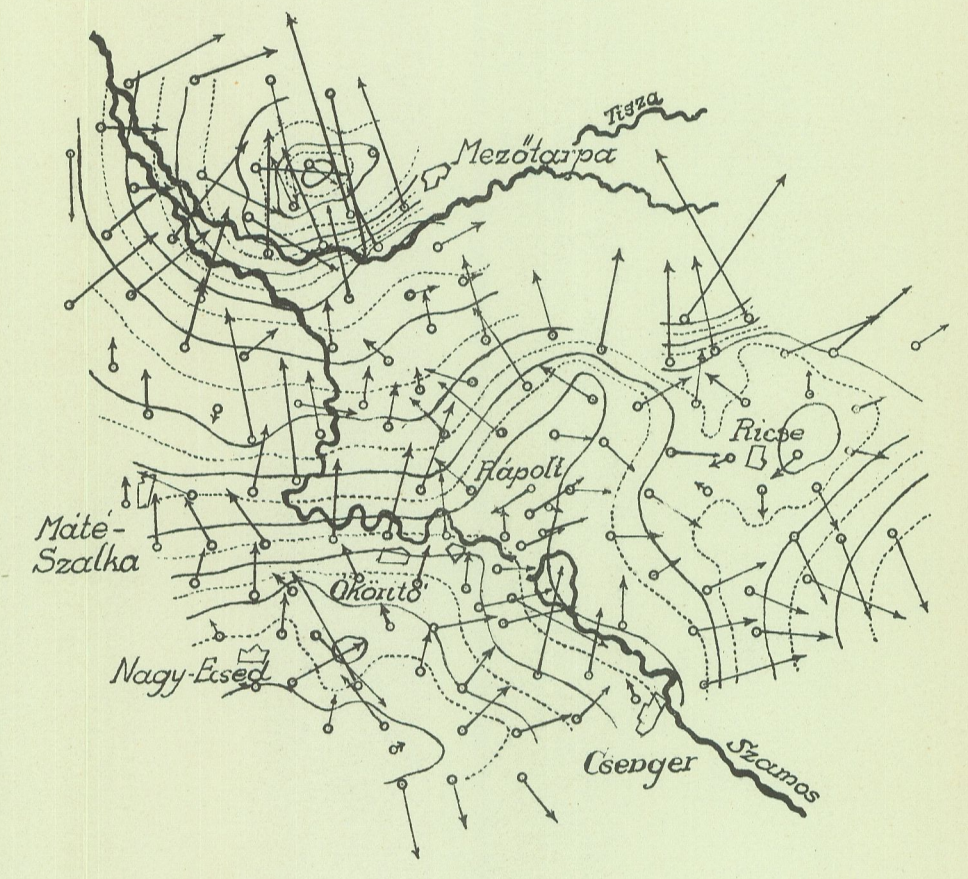 Tisza
Mezőtarpa
Ricse
Rápolt
Máté-
Szalka
Ököritó
Nagy-Ecsed
Csenger
Szamos